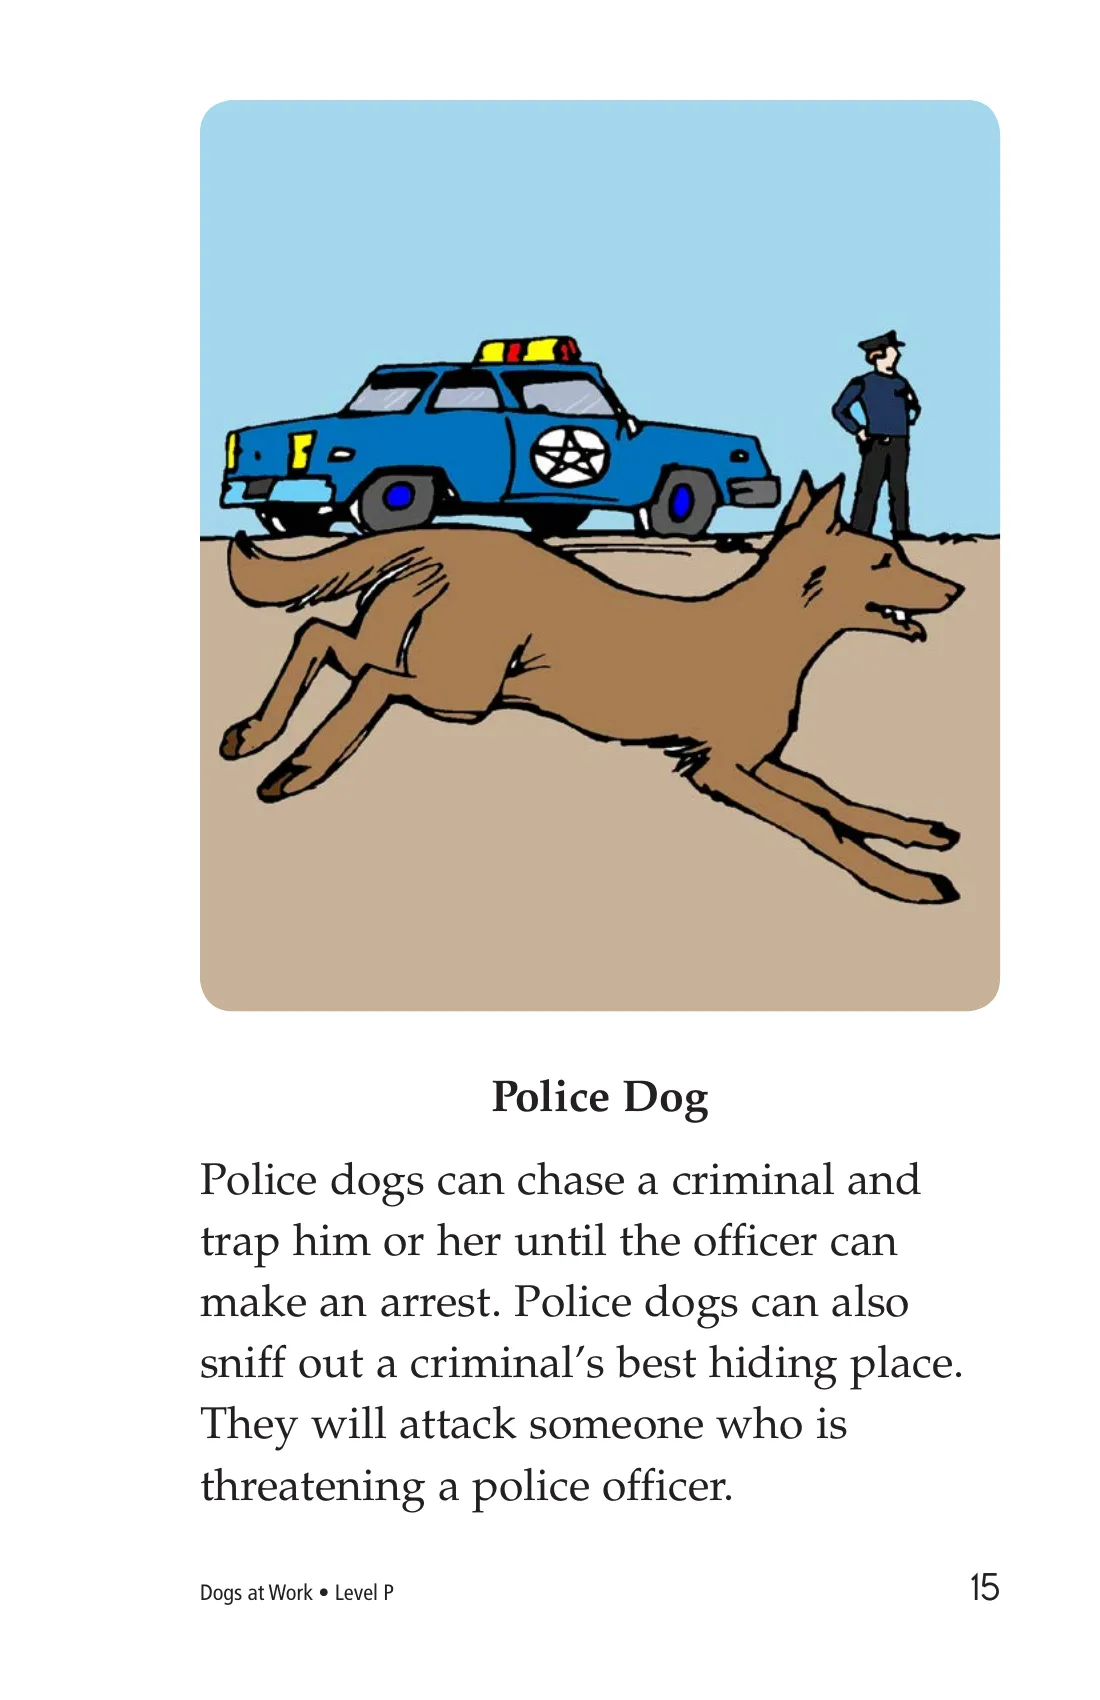 Police Dog
Police dogs can chase a criminal and
trap him or her until the officer can
make an arrest. Police dogs can also
sniff out a criminal’s best hiding place.
They will attack someone who is
threatening a police officer.
Dogs at Work • Level P
15